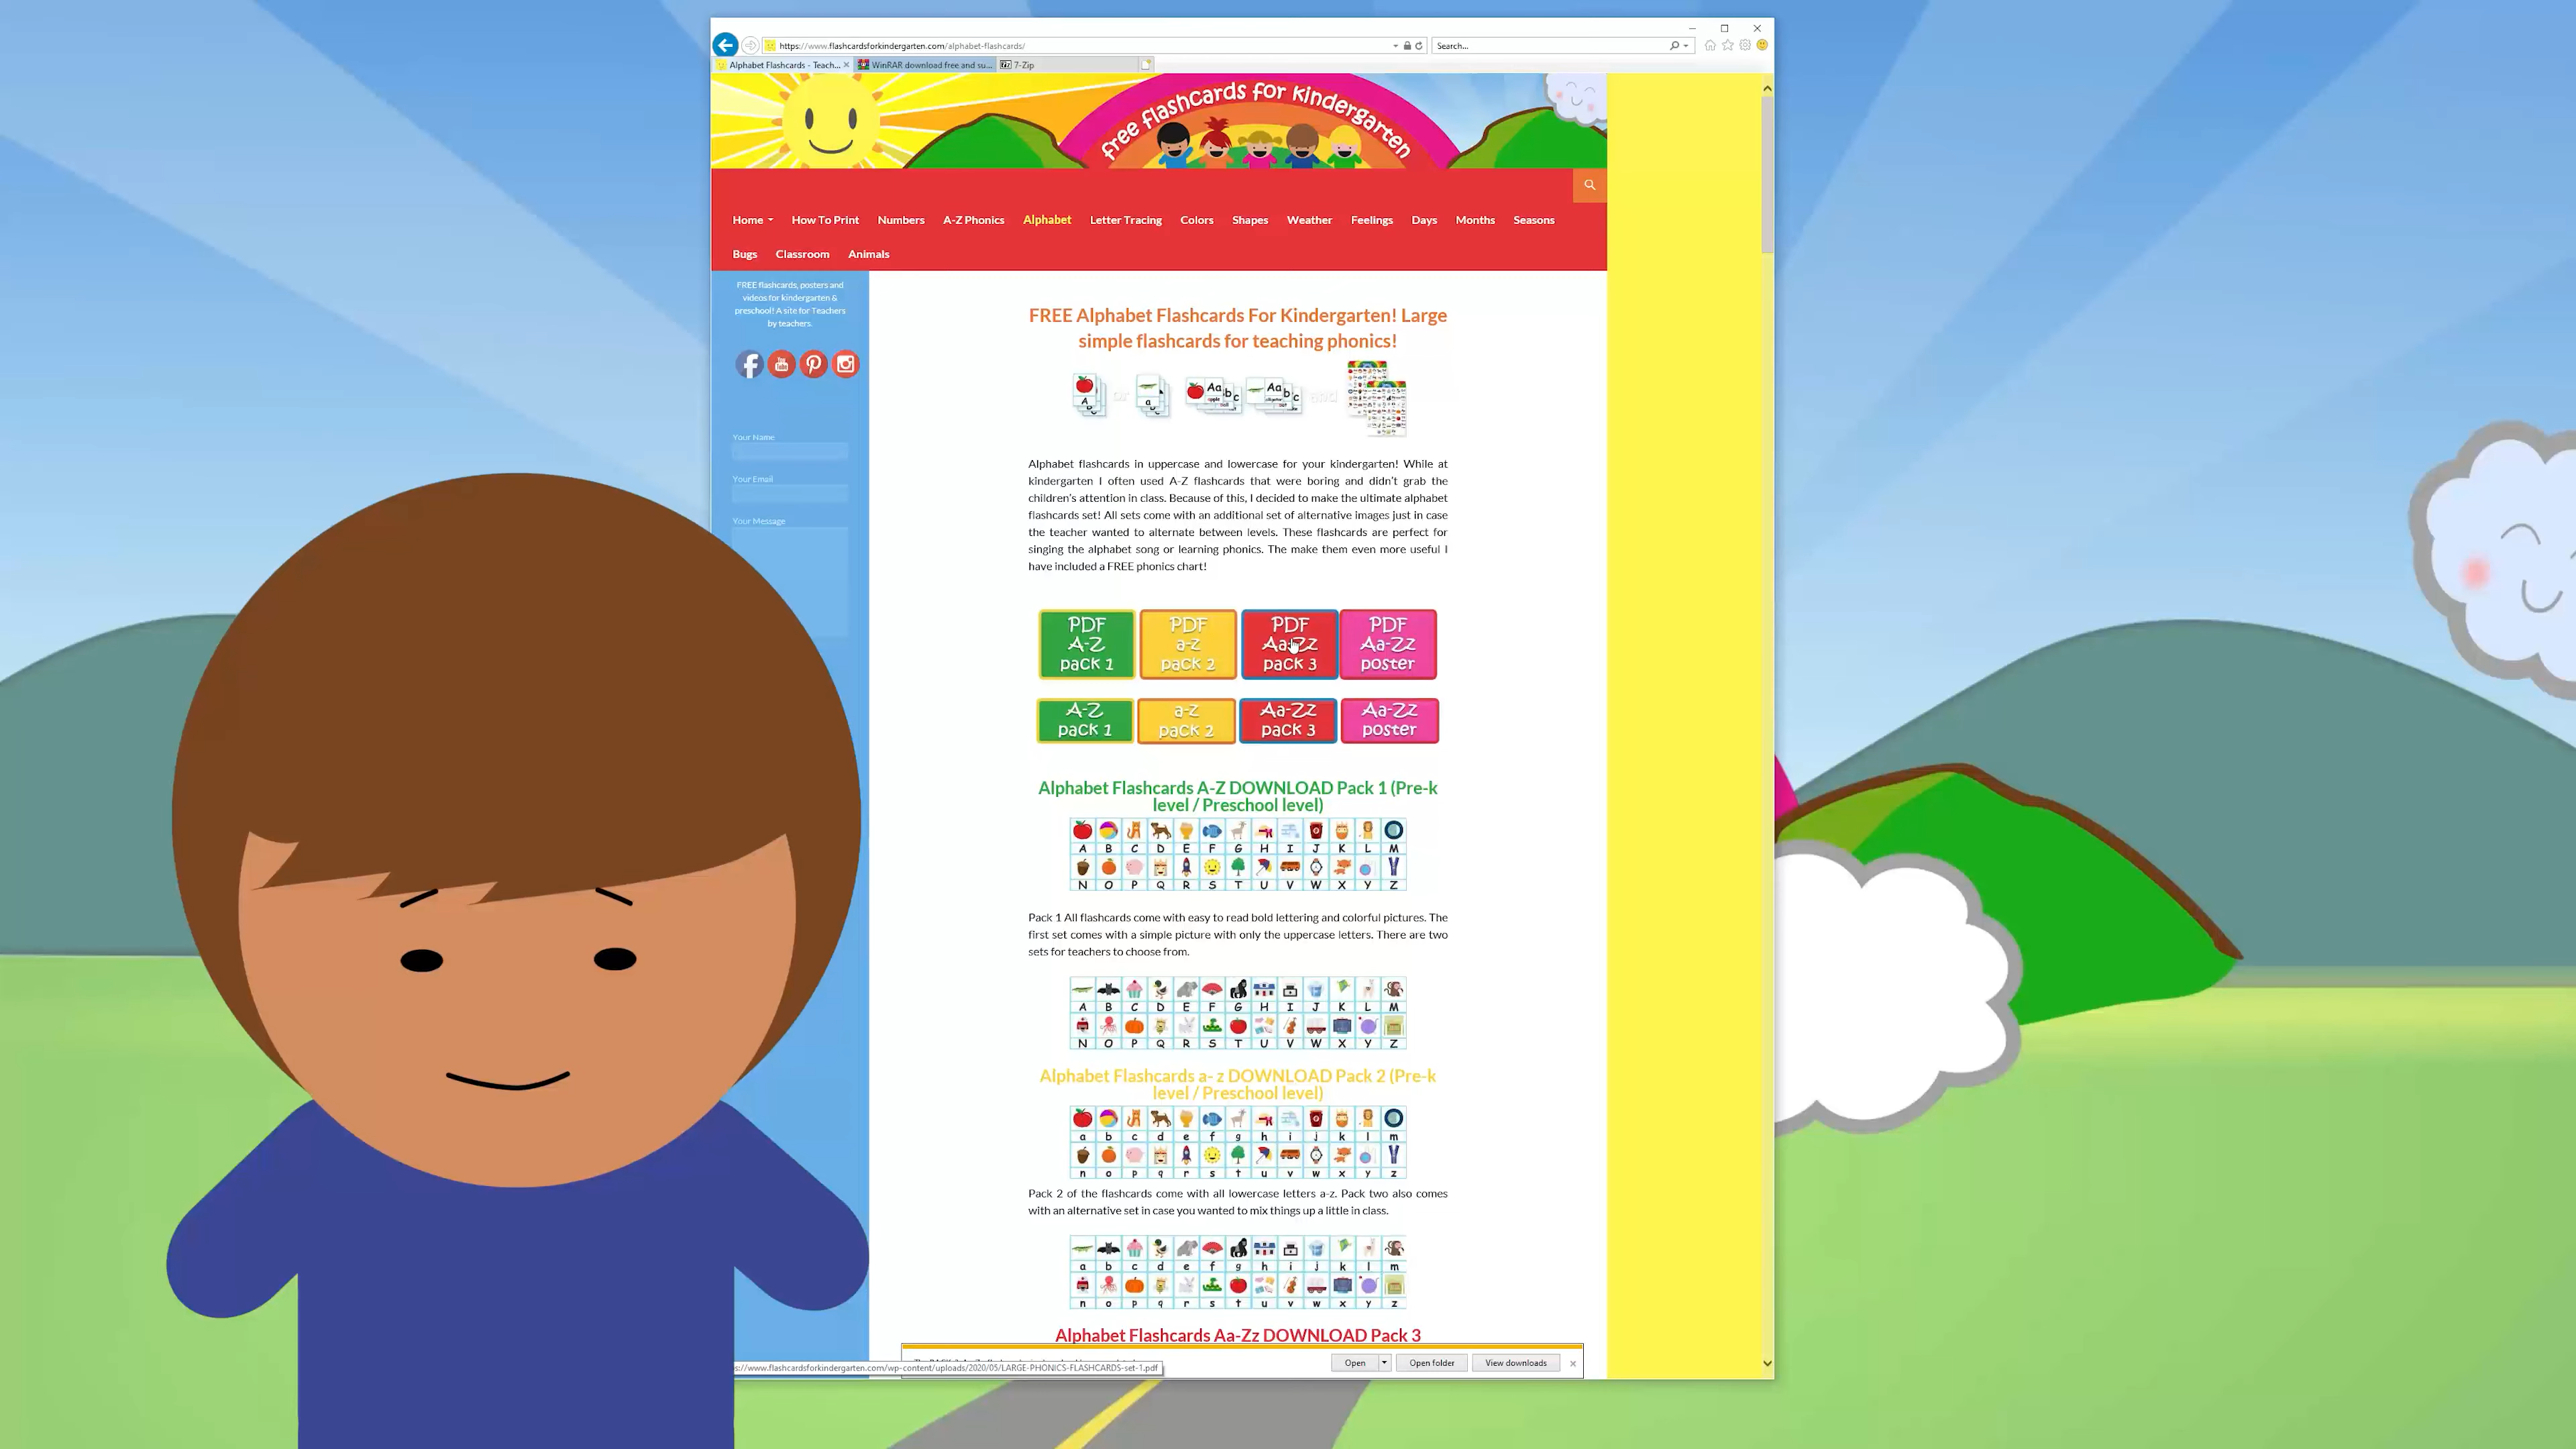 https://www.flashcardsforkindergarten.com/alphabet-flashcards/
Search...
Alphabet Flashcards - Teach...
WinRAR download free and su...
7-Zip
free flashcards for kindergarten
Home
How To Print
Numbers
A-Z Phonics
Alphabet
Letter Tracing
Colors
Shapes
Weather
Feelings
Days
Months
Seasons
Bugs
Classroom
Animals
FREE flashcards, posters and
videos for kindergarten &
preschool! A site for Teachers
by teachers.
You
Tube
Your Name
Your Email
Your Message
FREE Alphabet Flashcards For Kindergarten! Large
simple flashcards for teaching phonics!
A
or
a
Aa
Aa
and
Alphabet flashcards in uppercase and lowercase for your kindergarten! While at
kindergarten I often used A-Z flashcards that were boring and didn't grab the
children's attention in class. Because of this, I decided to make the ultimate alphabet
flashcards set! All sets come with an additional set of alternative images just in case
the teacher wanted to alternate between levels. These flashcards are perfect for
singing the alphabet song or learning phonics. The make them even more useful I
have included a FREE phonics chart!
PDF
A-Z
pack 1
PDF
a-z
pack 2
PDF
Aa-Zz
pack 3
PDF
Aa-Zz
poster
A-Z
pack 1
a-z
pack 2
Aa-Zz
pack 3
Aa-Zz
poster
Alphabet Flashcards A-Z DOWNLOAD Pack 1 (Pre-k
level / Preschool level)
A B C D E F G H I J K L M
N O P Q R S T U V W X Y Z
Pack 1 All flashcards come with easy to read bold lettering and colorful pictures. The
first set comes with a simple picture with only the uppercase letters. There are two
sets for teachers to choose from.
A B C D E F G H I J K L M
N O P Q R S T U V W X Y Z
Alphabet Flashcards a- z DOWNLOAD Pack 2 (Pre-k
level / Preschool level)
a b c d e f g h i j k l m
n o p q r s t u v w x y z
Pack 2 of the flashcards come with all lowercase letters a-z. Pack two also comes
with an alternative set in case you wanted to mix things up a little in class.
a b c d e f g h i j k l m
n o p q r s t u v w x y z
Alphabet Flashcards Aa-Zz DOWNLOAD Pack 3
s://www.flashcardsforkindergarten.com/wp-content/uploads/2020/05/LARGE-PHONICS-FLASHCARDS-set-1.pdf
Open
Open folder
View downloads